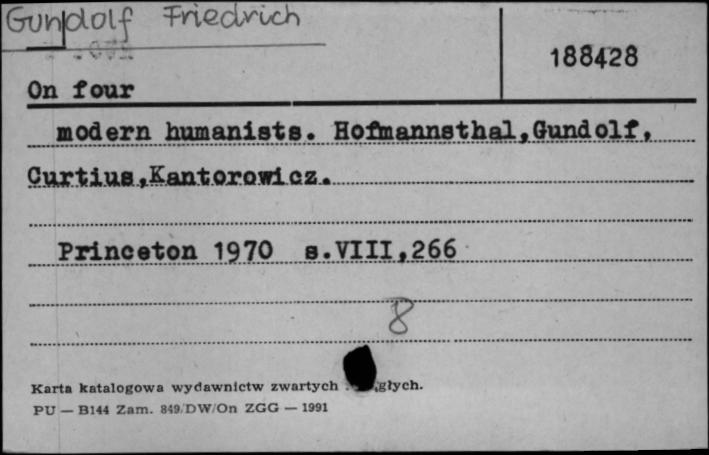 Gundolf Friedrich
188428
On four
modern humanists. Hofmannsthal,Gundolf,
Curtius,Kantorowicz.
Princeton 1970 s.VIII,266
8
Karta katalogowa wydawnictw zwartych głych.
PU — B144 Zam. 849/DW/On ZGG — 1991